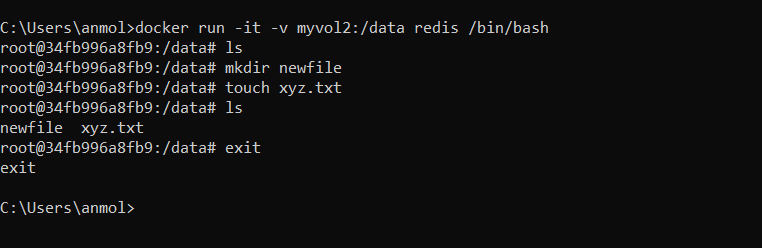 C:\Users\anmol>docker run -it -v myvol2:/data redis /bin/bash
root@34fb996a8fb9:/data# ls
root@34fb996a8fb9:/data# mkdir newfile
root@34fb996a8fb9:/data# touch xyz.txt
root@34fb996a8fb9:/data# ls
newfile  xyz.txt
root@34fb996a8fb9:/data# exit
exit
C:\Users\anmol>